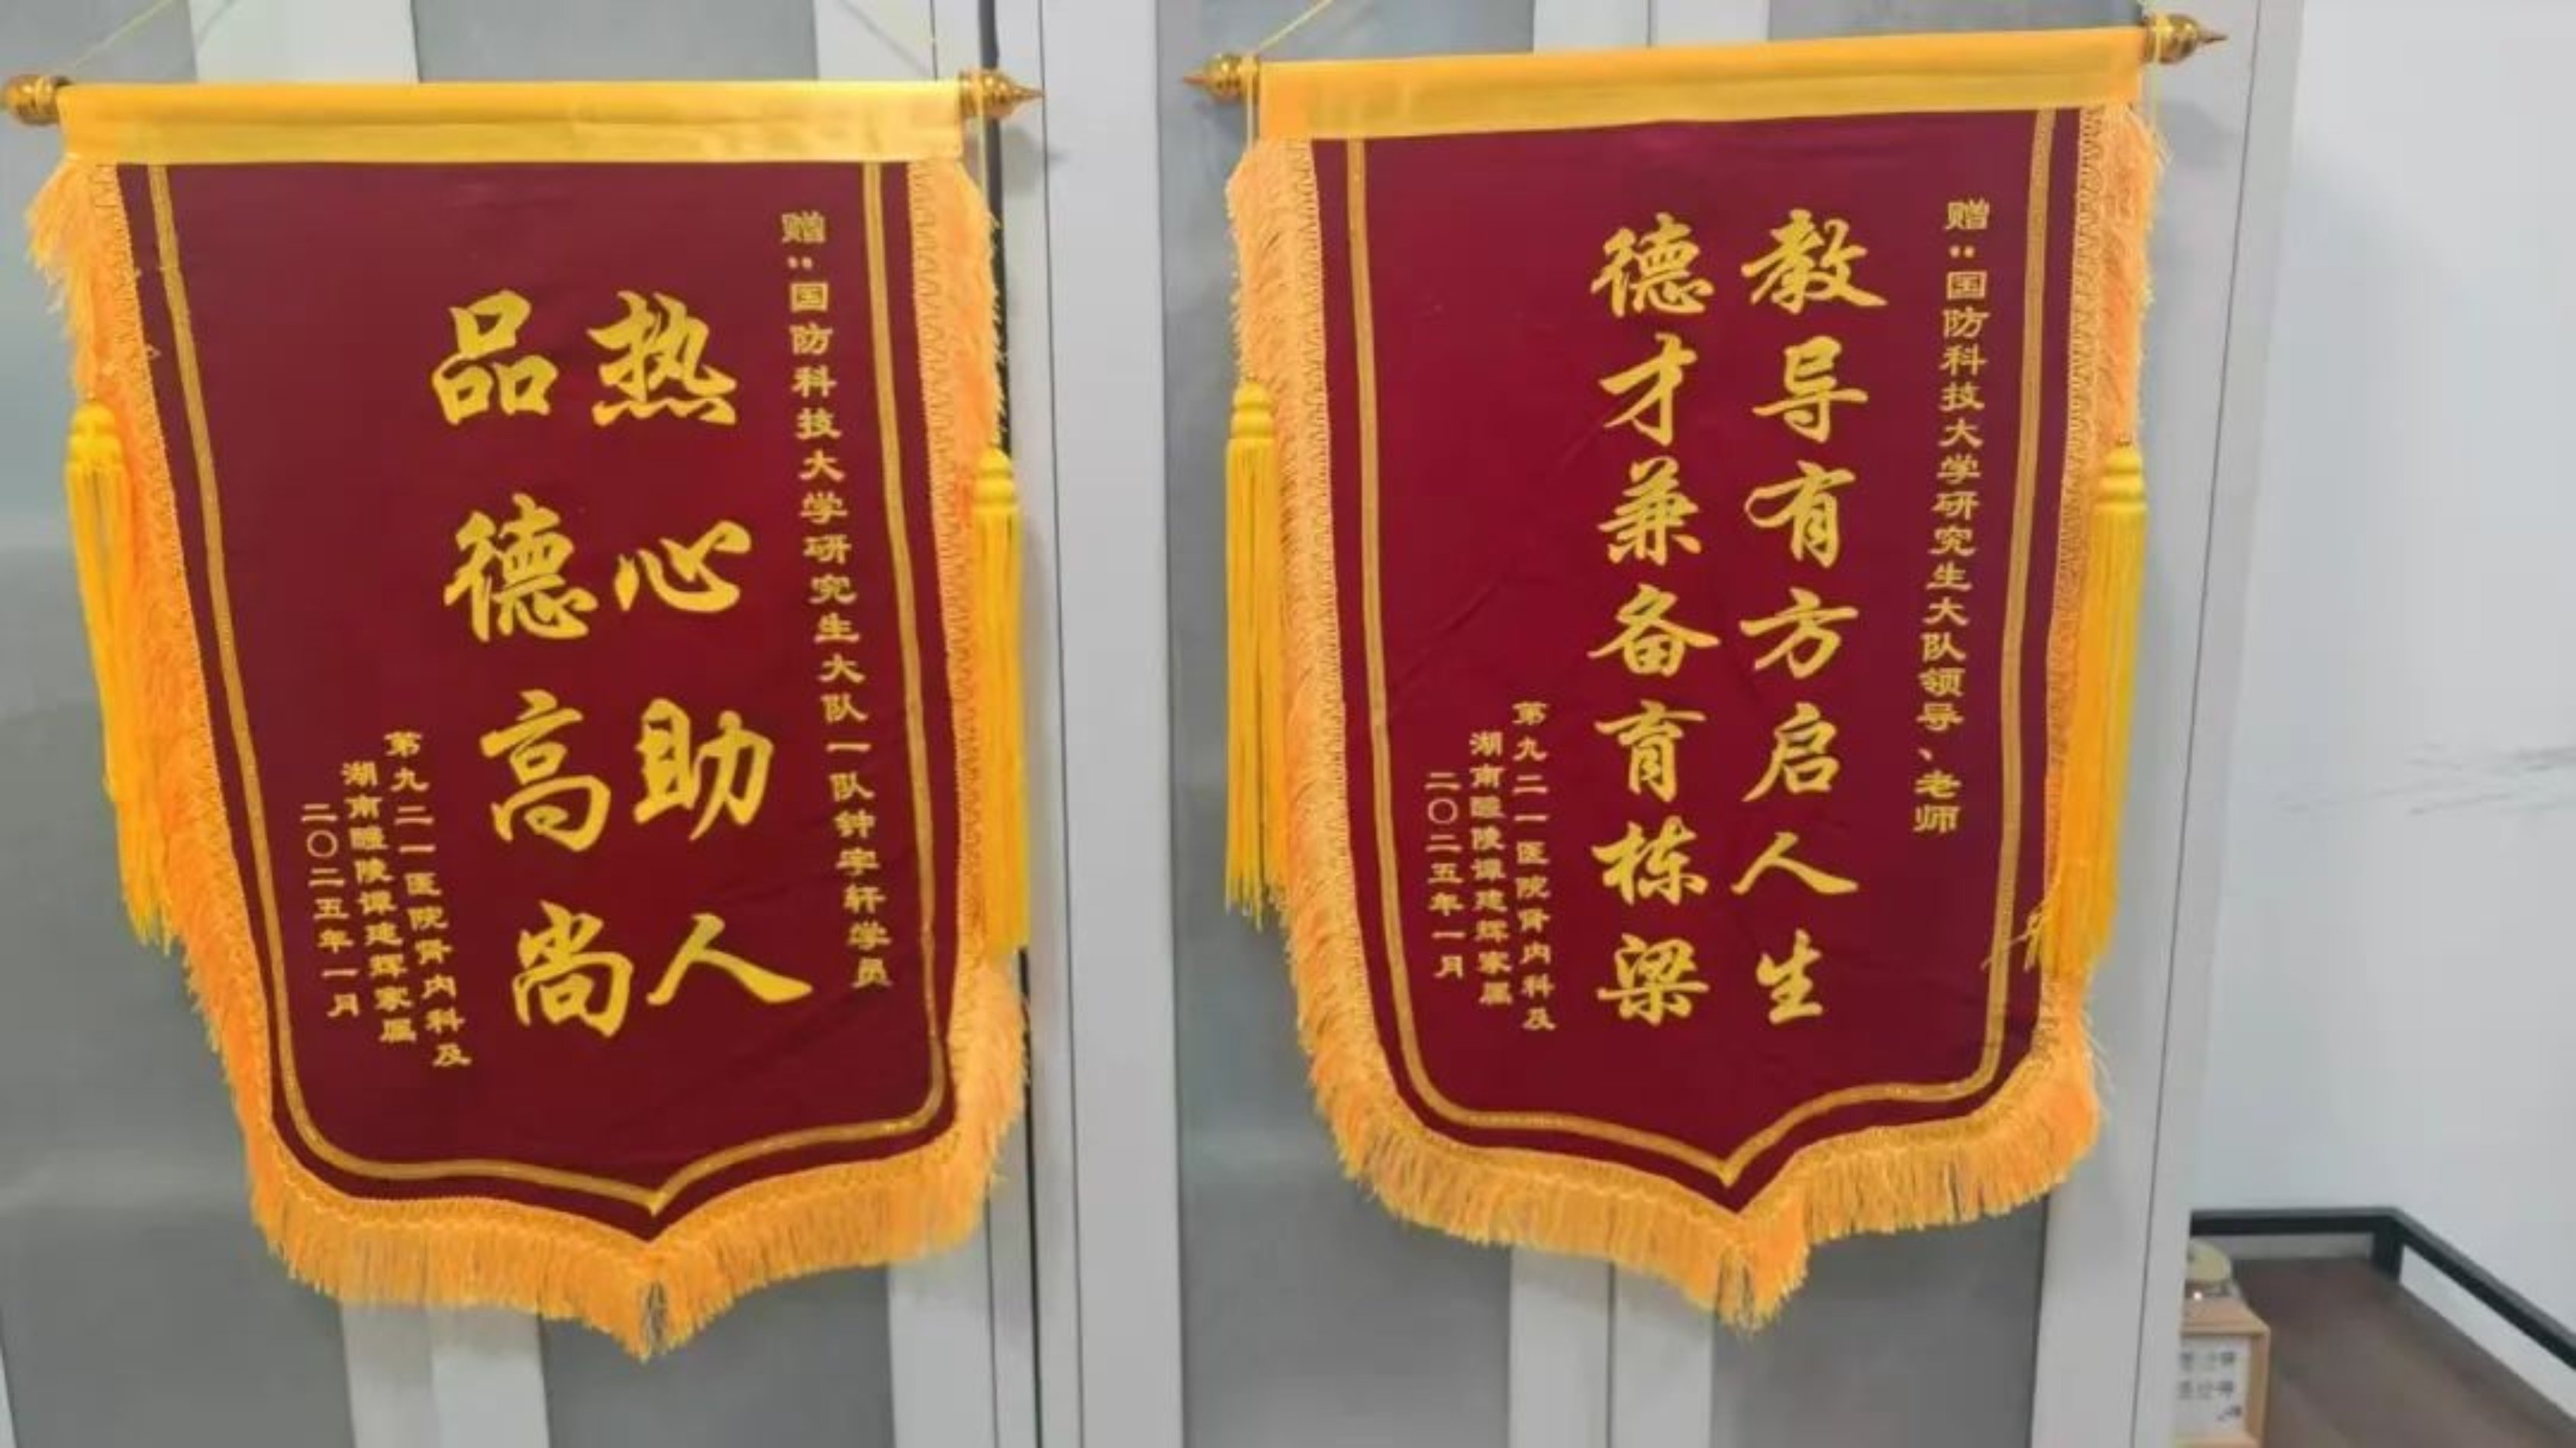 赠：国防科技大学研究生大队一队钟宇轩学员
热心助人
品德高尚
第九二一医院肾内科及
湖南醴陵谭建辉家属
二〇二五年一月
赠：国防科技大学研究生大队领导、老师
教导有方启人生
德才兼备育栋梁
第九二一医院肾内科及
湖南醴陵谭建辉家属
二〇二五年一月